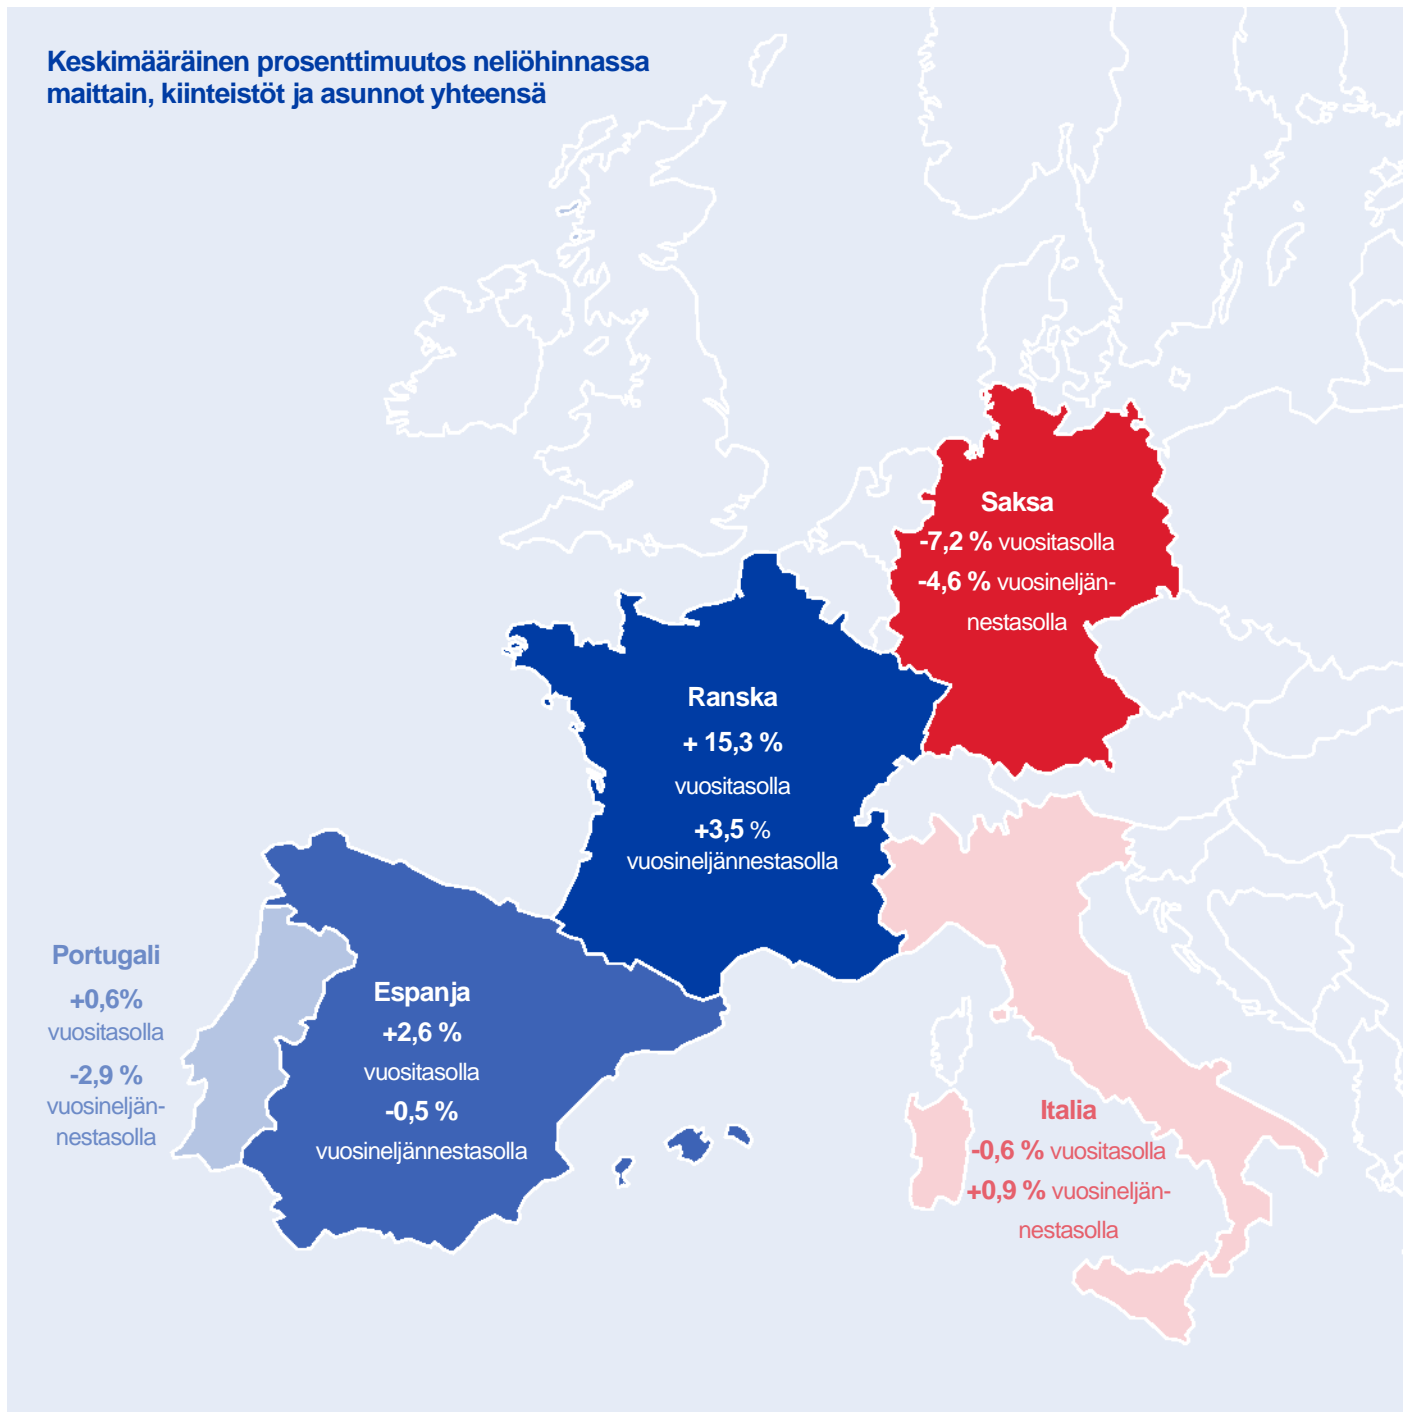 Keskimääräinen prosenttimuutos neliöhinnassa
maittain, kiinteistöt ja asunnot yhteensä
Saksa
-7,2 % vuositasolla
-4,6 % vuosineljän-
nestasolla
Ranska
+ 15,3 %
vuositasolla
+3,5 %
vuosineljännestasolla
Portugali
+0,6%
vuositasolla
-2,9 %
vuosineljän-
nestasolla
Espanja
+2,6 %
vuositasolla
-0,5 %
vuosineljännestasolla
Italia
-0,6 % vuositasolla
+0,9 % vuosineljän-
nestasolla